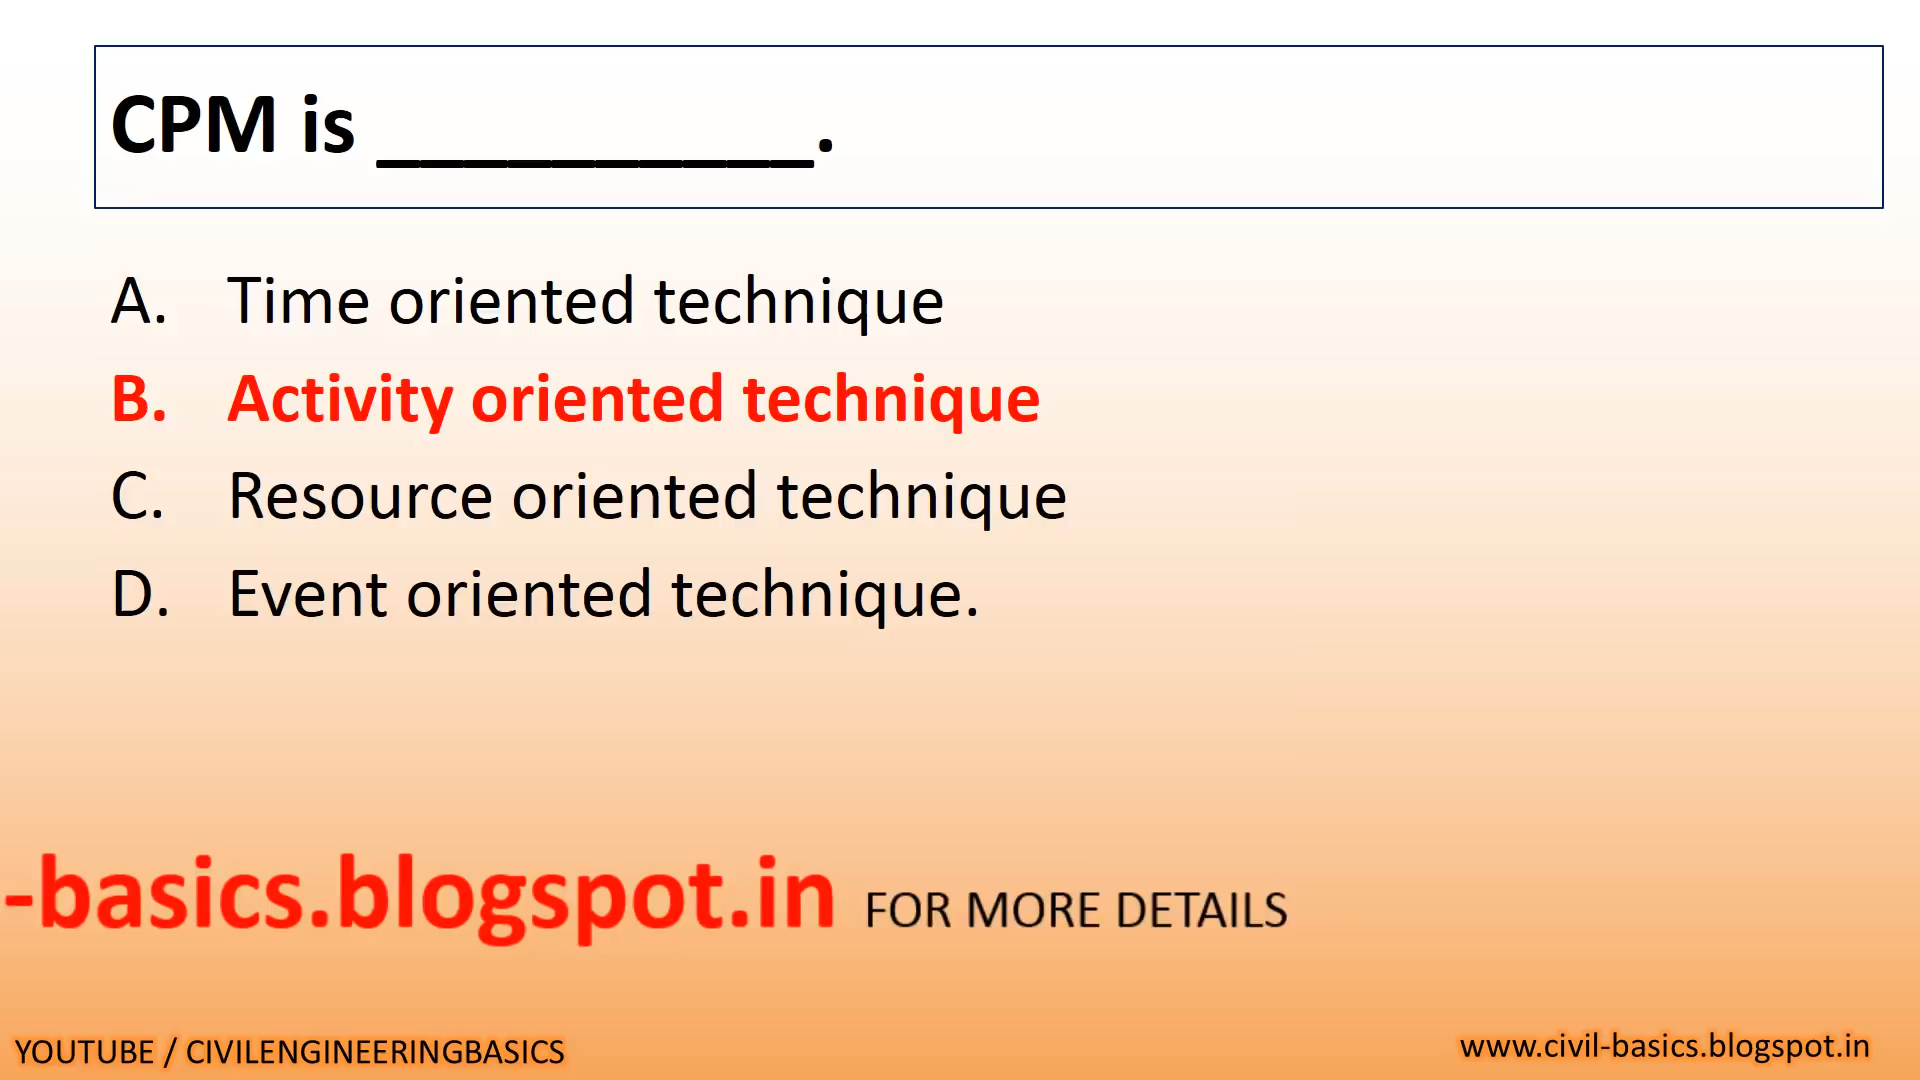 CPM is __________.
A. Time oriented technique
B. Activity oriented technique
C. Resource oriented technique
D. Event oriented technique.
-basics.blogspot.in FOR MORE DETAILS
YOUTUBE / CIVILENGINEERINGBASICS
www.civil-basics.blogspot.in